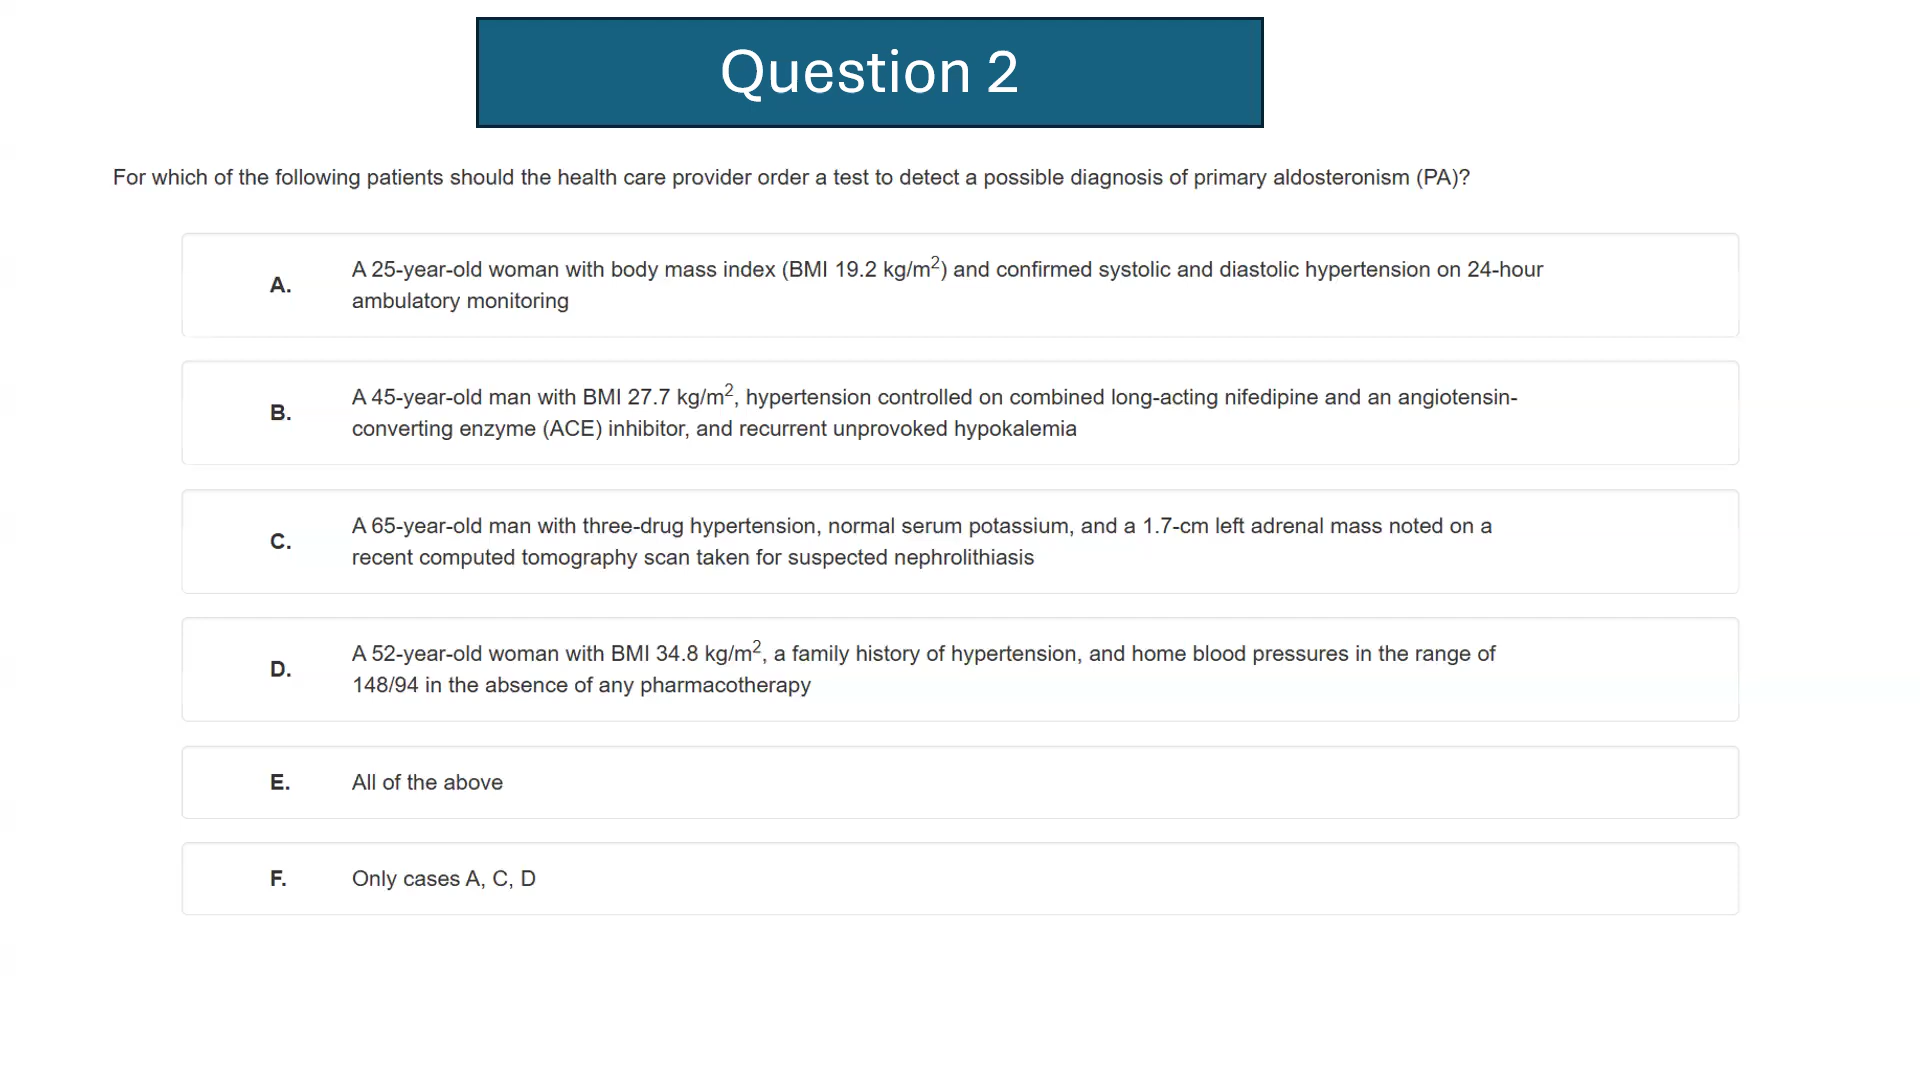 Question 2
For which of the following patients should the health care provider order a test to detect a possible diagnosis of primary aldosteronism (PA)?
A. A 25-year-old woman with body mass index (BMI 19.2 kg/m²) and confirmed systolic and diastolic hypertension on 24-hour
ambulatory monitoring
B. A 45-year-old man with BMI 27.7 kg/m², hypertension controlled on combined long-acting nifedipine and an angiotensin-
converting enzyme (ACE) inhibitor, and recurrent unprovoked hypokalemia
C. A 65-year-old man with three-drug hypertension, normal serum potassium, and a 1.7-cm left adrenal mass noted on a
recent computed tomography scan taken for suspected nephrolithiasis
D. A 52-year-old woman with BMI 34.8 kg/m², a family history of hypertension, and home blood pressures in the range of
148/94 in the absence of any pharmacotherapy
E. All of the above
F. Only cases A, C, D